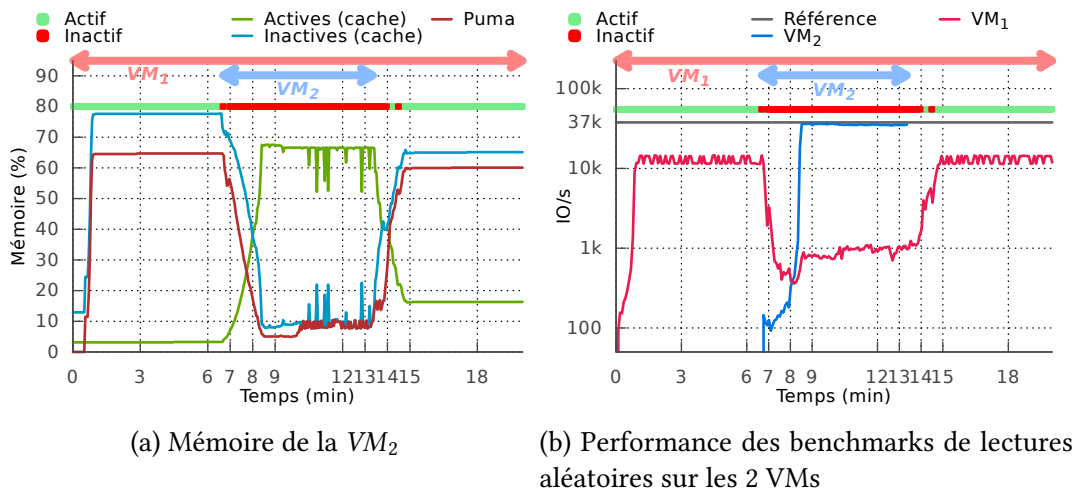 Actif
Inactif
Actives (cache)
Inactives (cache)
Puma
VM1
VM2
Mémoire (%)
90
80
70
60
50
40
30
20
10
0
0 3 6 7 8 9 12 13 14 15 18
Temps (min)
(a) Mémoire de la VM2
Actif
Inactif
Référence
VM2
VM1
VM1
VM2
IO/s
100k
37k
10k
1k
100
0 3 6 7 8 9 12 13 14 15 18
Temps (min)
(b) Performance des benchmarks de lectures
aléatoires sur les 2 VMs